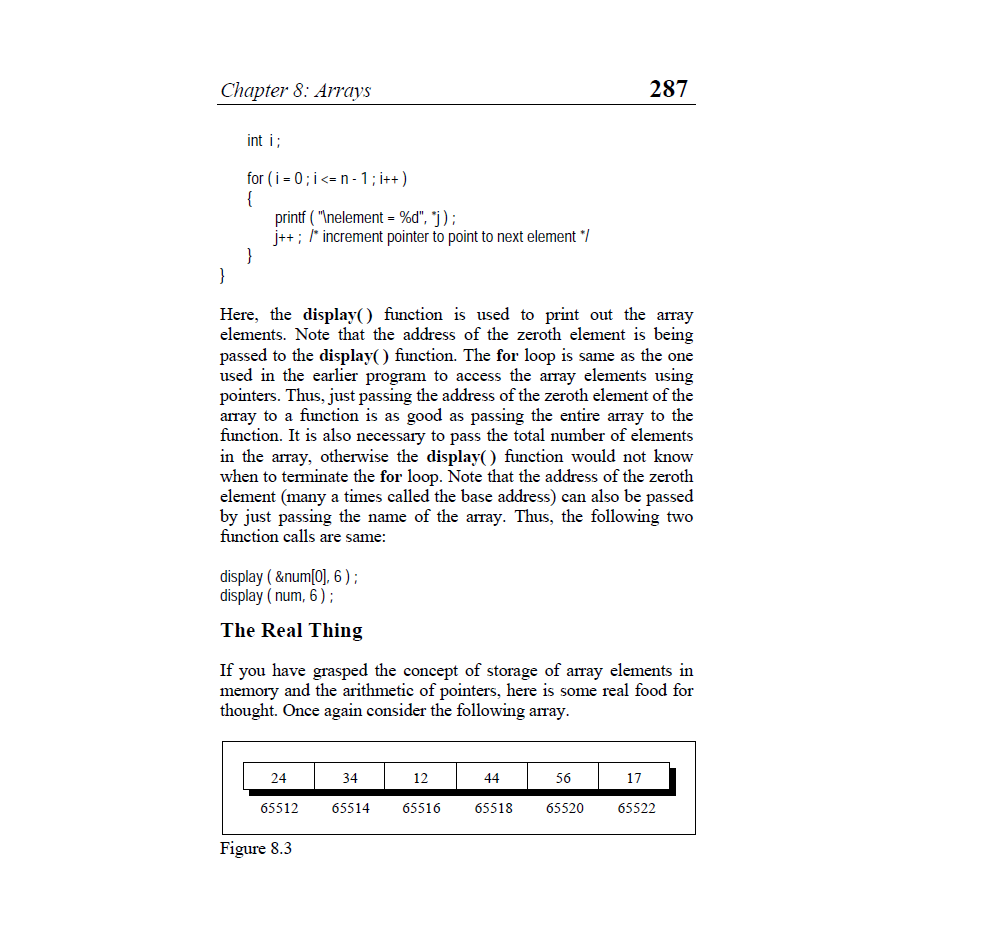 Chapter 8: Arrays 287
int i ;
for ( i = 0 ; i <= n - 1 ; i++ )
{
printf ( "\nelement = %d", *j ) ;
j++ ; /* increment pointer to point to next element */
}
}
Here, the display( ) function is used to print out the array
elements. Note that the address of the zeroth element is being
passed to the display( ) function. The for loop is same as the one
used in the earlier program to access the array elements using
pointers. Thus, just passing the address of the zeroth element of the
array to a function is as good as passing the entire array to the
function. It is also necessary to pass the total number of elements
in the array, otherwise the display( ) function would not know
when to terminate the for loop. Note that the address of the zeroth
element (many a times called the base address) can also be passed
by just passing the name of the array. Thus, the following two
function calls are same:
display ( &num[0], 6 ) ;
display ( num, 6 ) ;
The Real Thing
If you have grasped the concept of storage of array elements in
memory and the arithmetic of pointers, here is some real food for
thought. Once again consider the following array.
24 34 12 44 56 17
65512 65514 65516 65518 65520 65522
Figure 8.3